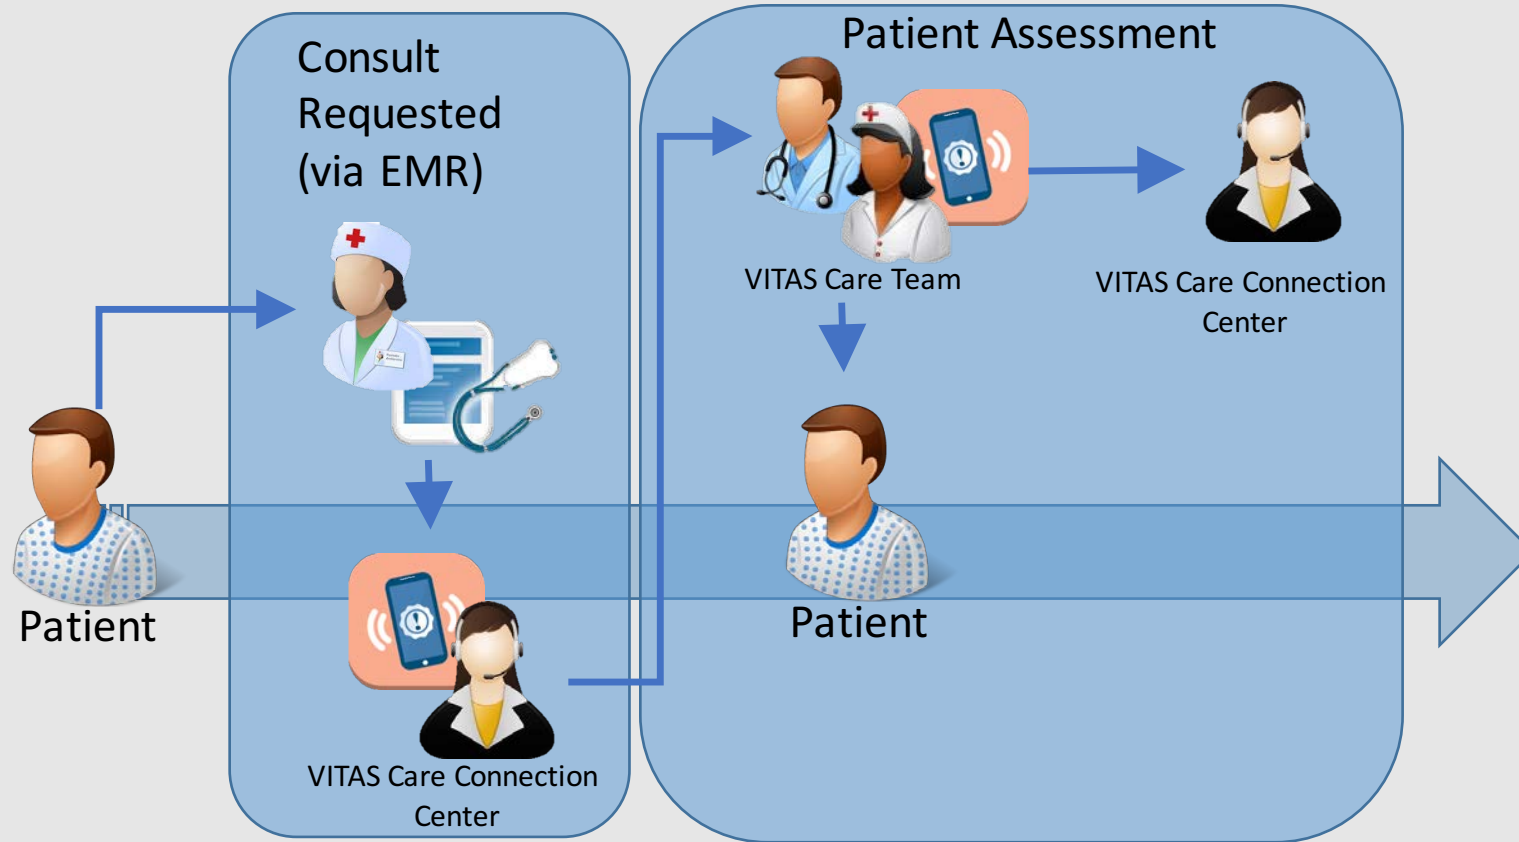 Consult
Requested
(via EMR)
Patient
VITAS Care Connection
Center
Patient Assessment
VITAS Care Team
VITAS Care Connection
Center
Patient